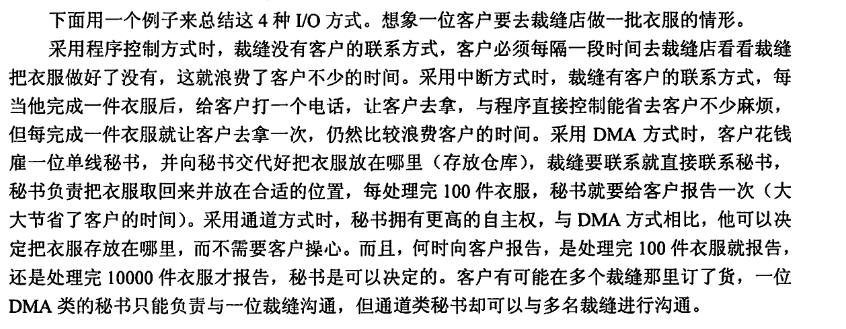 下面用一个例子来总结这 4 种 I/O 方式。想象一位客户要去裁缝店做一批衣服的情形。
采用程序控制方式时，裁缝没有客户的联系方式，客户必须每隔一段时间去裁缝店看看裁缝
把衣服做好了没有，这就浪费了客户不少的时间。采用中断方式时，裁缝有客户的联系方式，每
当他完成一件衣服后，给客户打一个电话，让客户去拿，与程序直接控制能省去客户不少麻烦，
但每完成一件衣服就让客户去拿一次，仍然比较浪费客户的时间。采用 DMA 方式时，客户花钱
雇一位单线秘书，并向秘书交代好把衣服放在哪里（存放仓库），裁缝要联系就直接联系秘书，
秘书负责把衣服取回来并放在合适的位置，每处理完 100 件衣服，秘书就要给客户报告一次（大
大节省了客户的时间）。采用通道方式时，秘书拥有更高的自主权，与 DMA 方式相比，他可以决
定把衣服存放在哪里，而不需要客户操心。而且，何时向客户报告，是处理完 100 件衣服就报告，
还是处理完 10000 件衣服才报告，秘书是可以决定的。客户有可能在多个裁缝那里订了货，一位
DMA 类的秘书只能负责与一位裁缝沟通，但通道类秘书却可以与多名裁缝进行沟通。